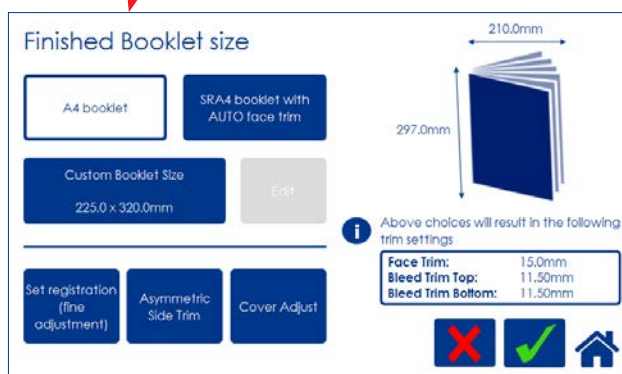 Finished Booklet size
A4 booklet
SRA4 booklet with
AUTO face trim
Custom Booklet Size
225.0 x 320.0mm
Edit
Set registration
(fine
adjustment)
Asymmetric
Side Trim
Cover Adjust
210.0mm
297.0mm
i
Above choices will result in the following
trim settings
Face Trim: 15.0mm
Bleed Trim Top: 11.50mm
Bleed Trim Bottom: 11.50mm